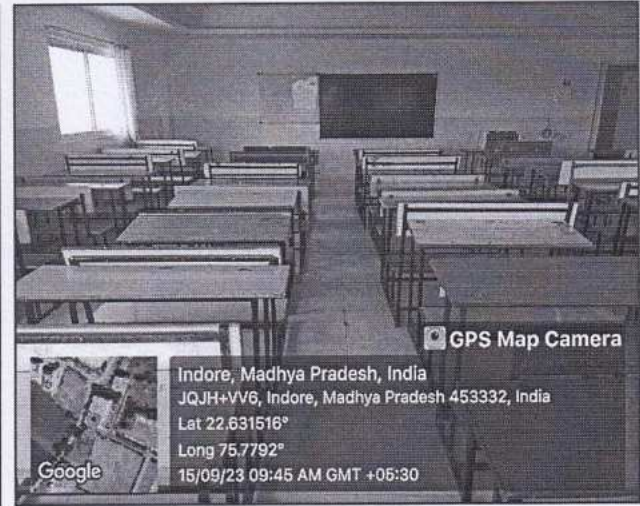 GPS Map Camera
Indore, Madhya Pradesh, India
JQJH+VV6, Indore, Madhya Pradesh 453332, India
Lat 22.631516°
Long 75.7792°
15/09/23 09:45 AM GMT +05:30
Google